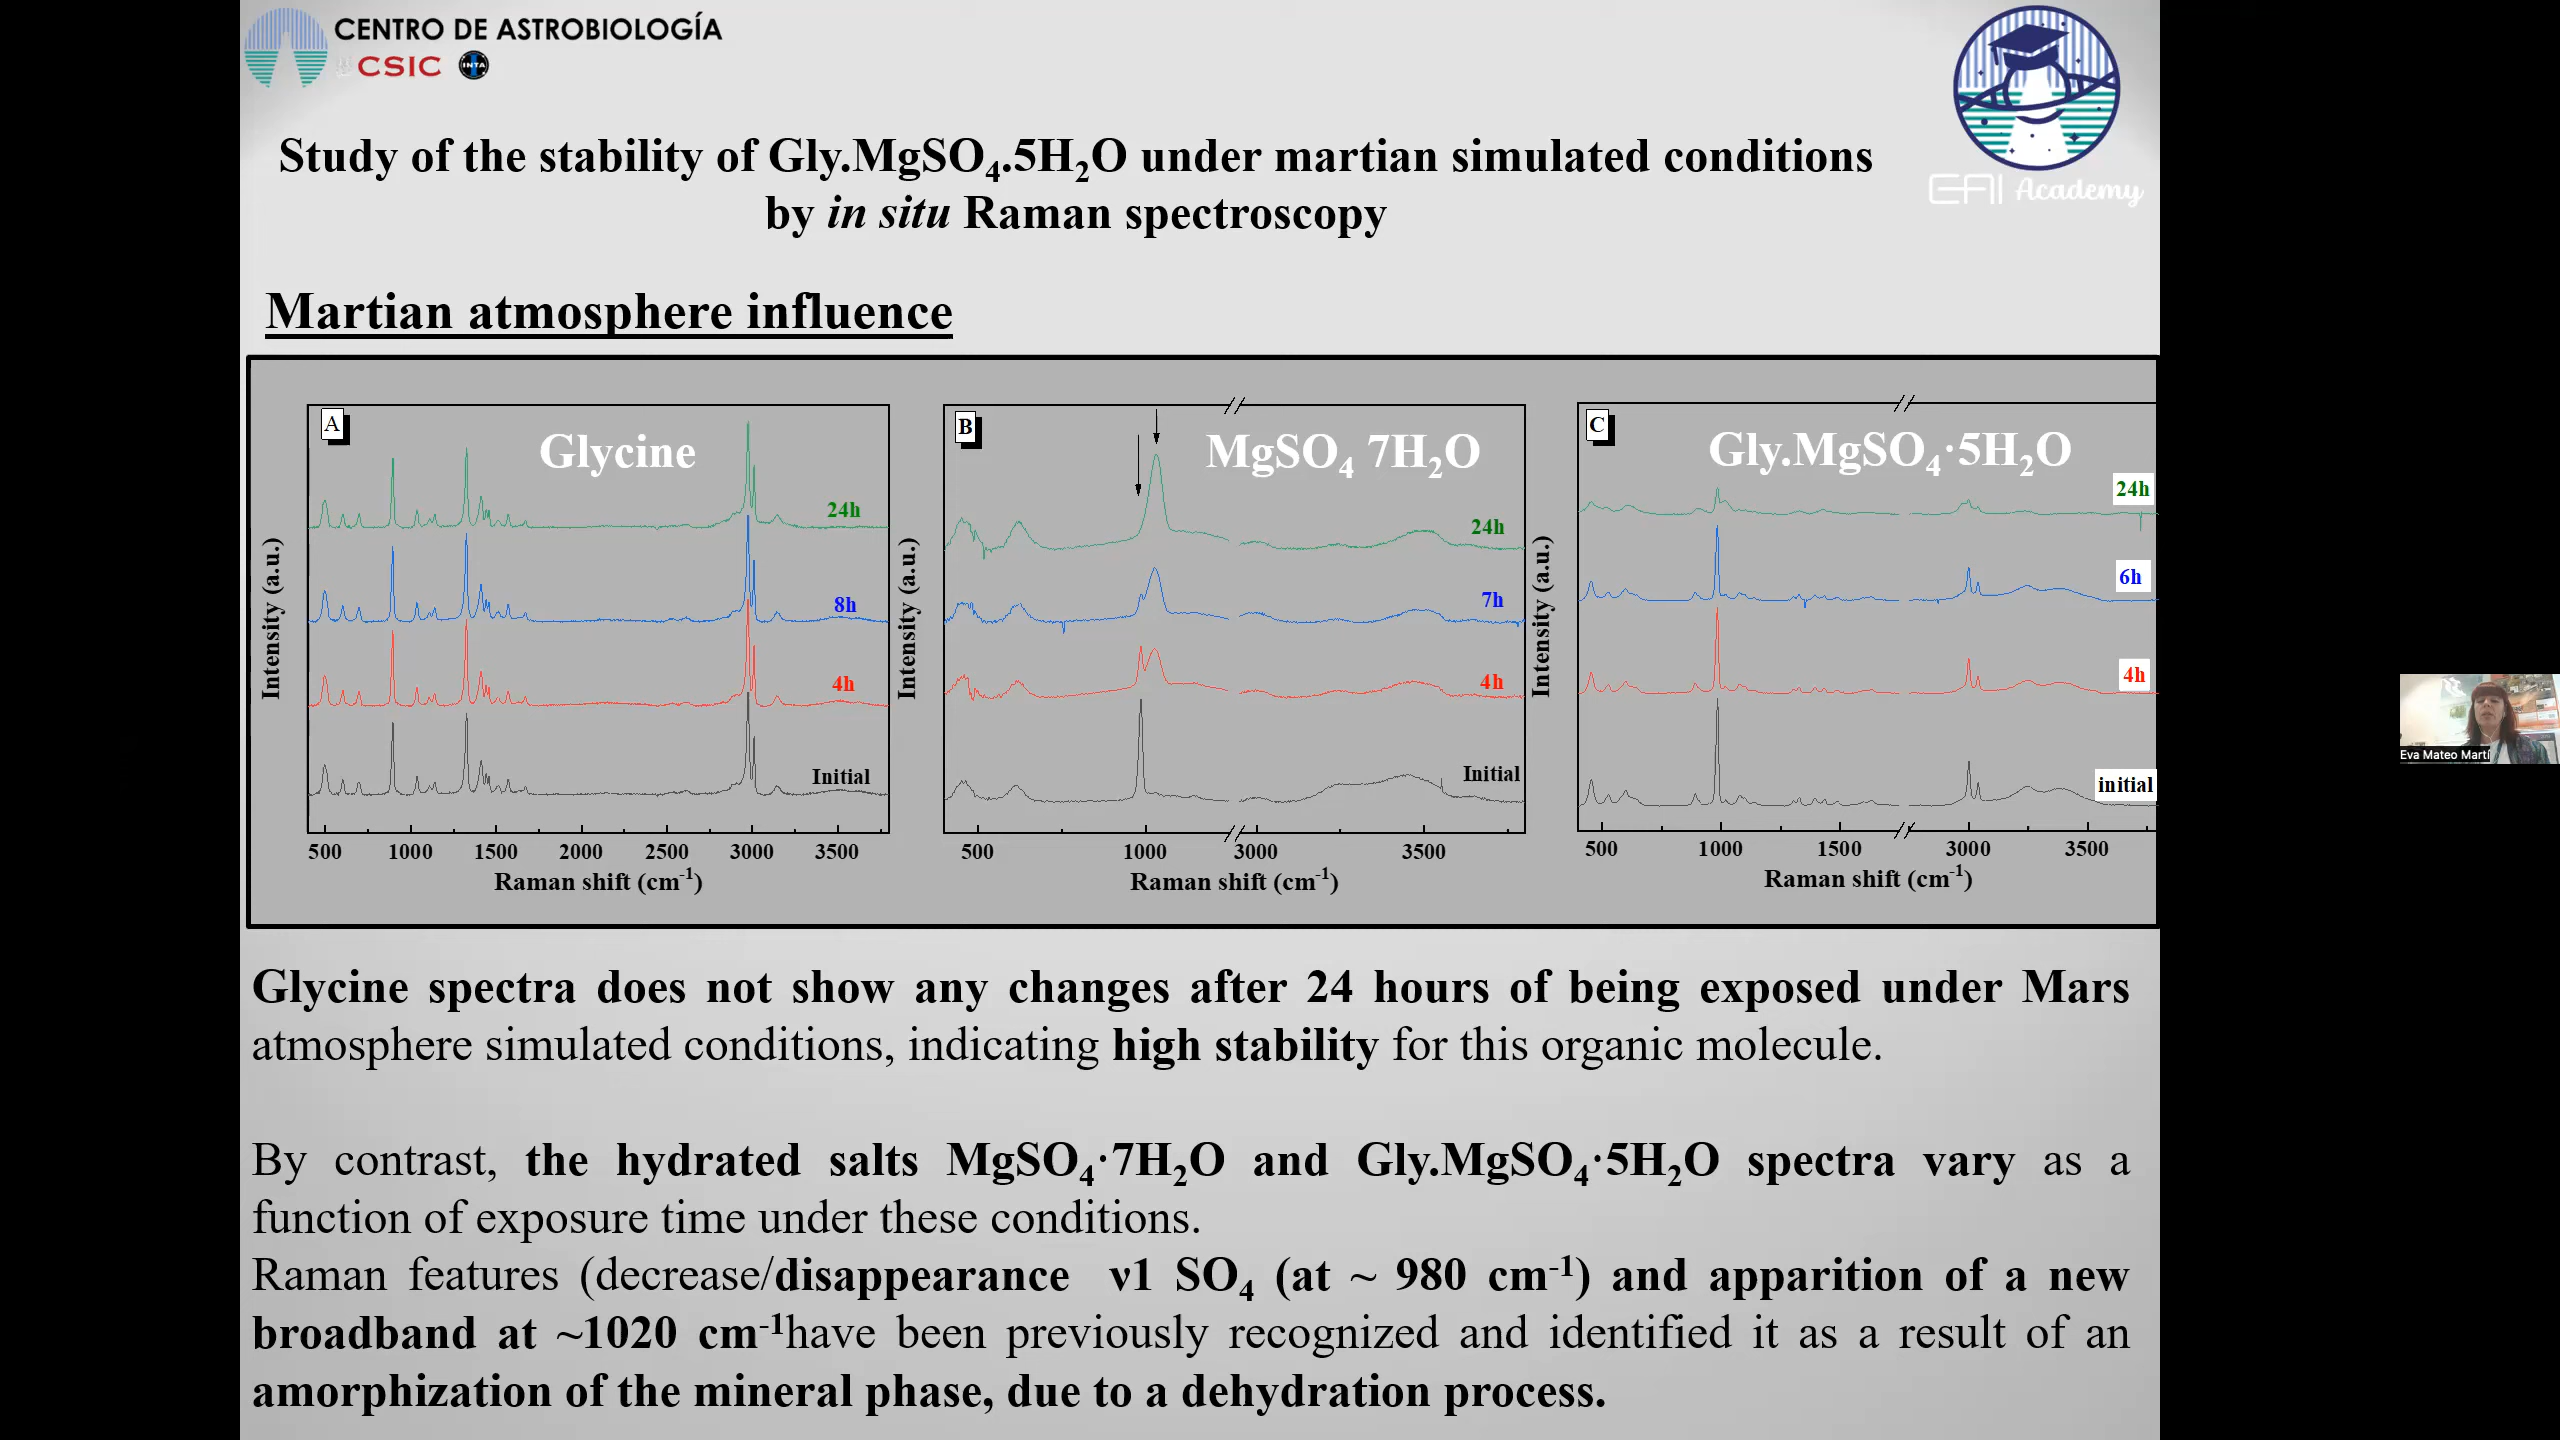 CENTRO DE ASTROBIOLOGÍA
CSIC INTA
EAI Academy
Study of the stability of Gly.MgSO4.5H2O under martian simulated conditions
by in situ Raman spectroscopy
Martian atmosphere influence
A
Glycine
24h
8h
4h
Initial
Intensity (a.u.)
500 1000 1500 2000 2500 3000 3500
Raman shift (cm-1)
B
MgSO4 7H2O
24h
7h
4h
Initial
Intensity (a.u.)
500 1000 3000 3500
Raman shift (cm-1)
C
Gly.MgSO4·5H2O
24h
6h
4h
initial
Intensity (a.u.)
500 1000 1500 3000 3500
Raman shift (cm-1)
Eva Mateo Martí
Glycine spectra does not show any changes after 24 hours of being exposed under Mars
atmosphere simulated conditions, indicating high stability for this organic molecule.
By contrast, the hydrated salts MgSO4·7H2O and Gly.MgSO4·5H2O spectra vary as a
function of exposure time under these conditions.
Raman features (decrease/disappearance ν1 SO4 (at ~ 980 cm-1) and apparition of a new
broadband at ~1020 cm-1have been previously recognized and identified it as a result of an
amorphization of the mineral phase, due to a dehydration process.